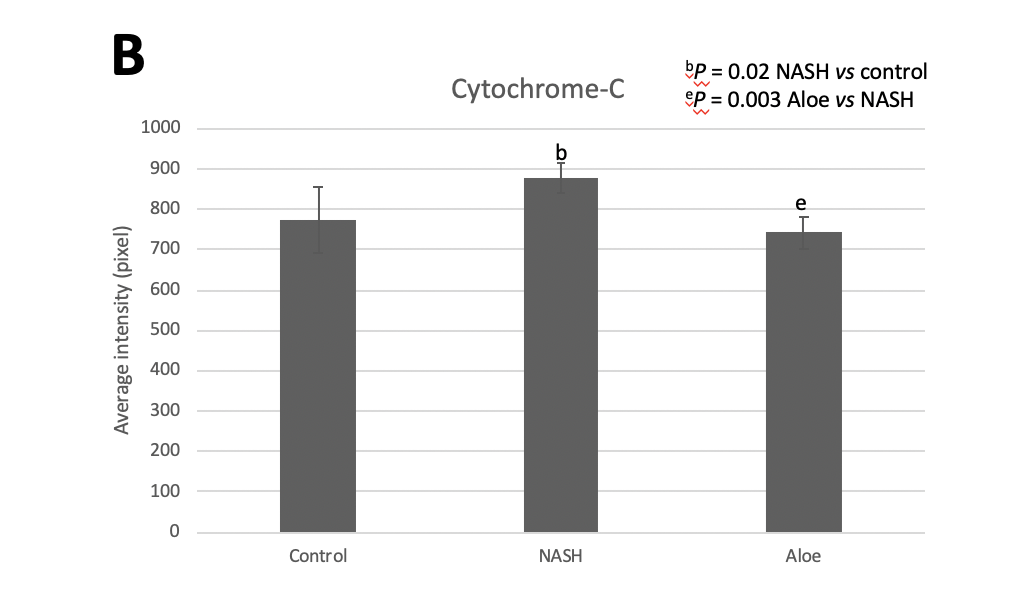 B
Cytochrome-C
ᵇP = 0.02 NASH vs control
ᵉP = 0.003 Aloe vs NASH
Average intensity (pixel)
1000
900
800
700
600
500
400
300
200
100
0
b
e
Control
NASH
Aloe